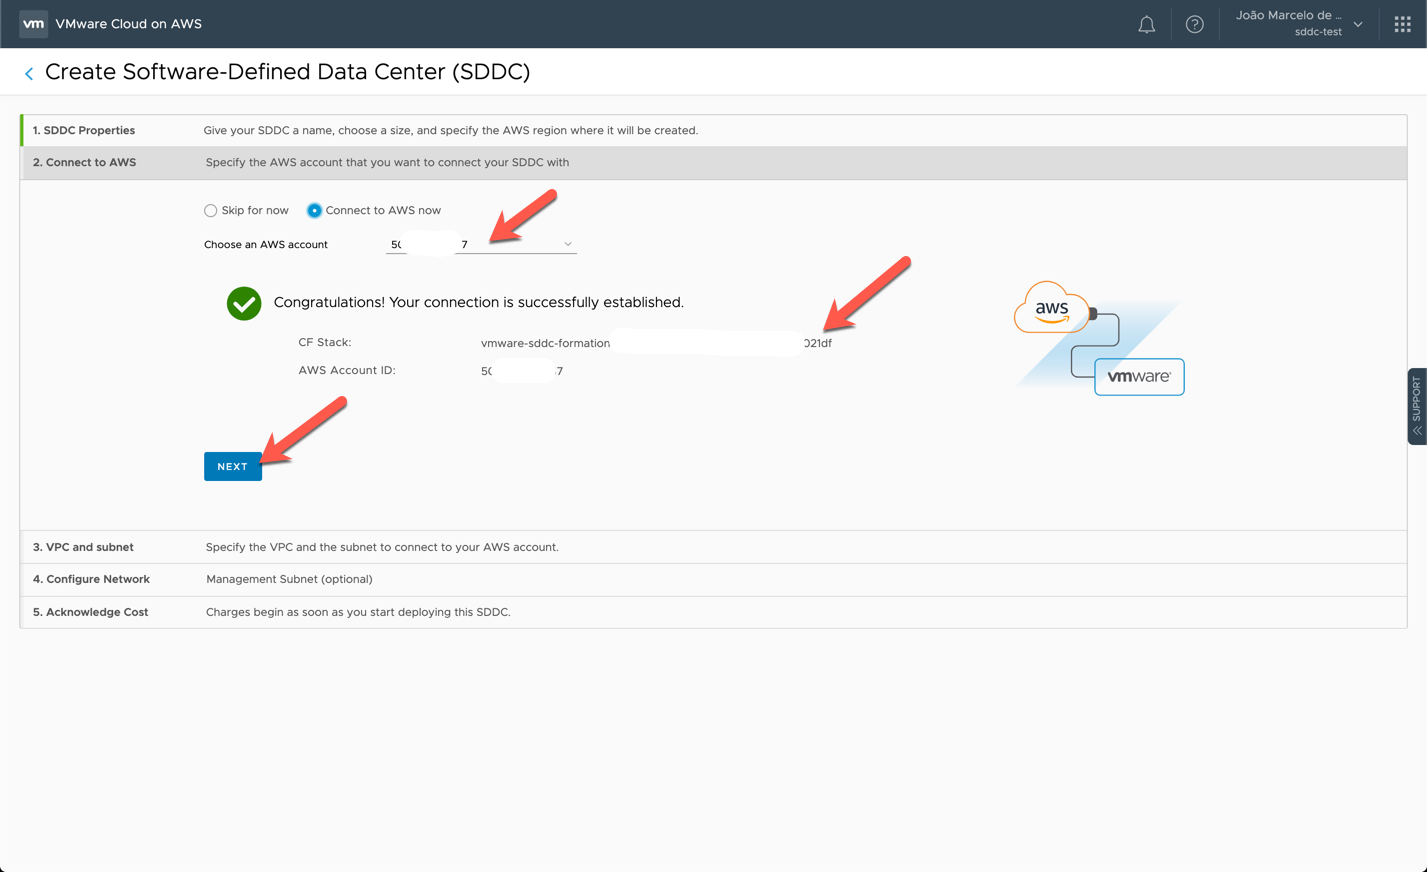 vm VMware Cloud on AWS
João Marcelo de ...
sddc-test
Create Software-Defined Data Center (SDDC)
1. SDDC Properties Give your SDDC a name, choose a size, and specify the AWS region where it will be created.
2. Connect to AWS Specify the AWS account that you want to connect your SDDC with
Skip for now Connect to AWS now
Choose an AWS account 50 7
Congratulations! Your connection is successfully established.
CF Stack: vmware-sddc-formation 021df
AWS Account ID: 50 7
aws
vmware
SUPPORT
NEXT
3. VPC and subnet Specify the VPC and the subnet to connect to your AWS account.
4. Configure Network Management Subnet (optional)
5. Acknowledge Cost Charges begin as soon as you start deploying this SDDC.